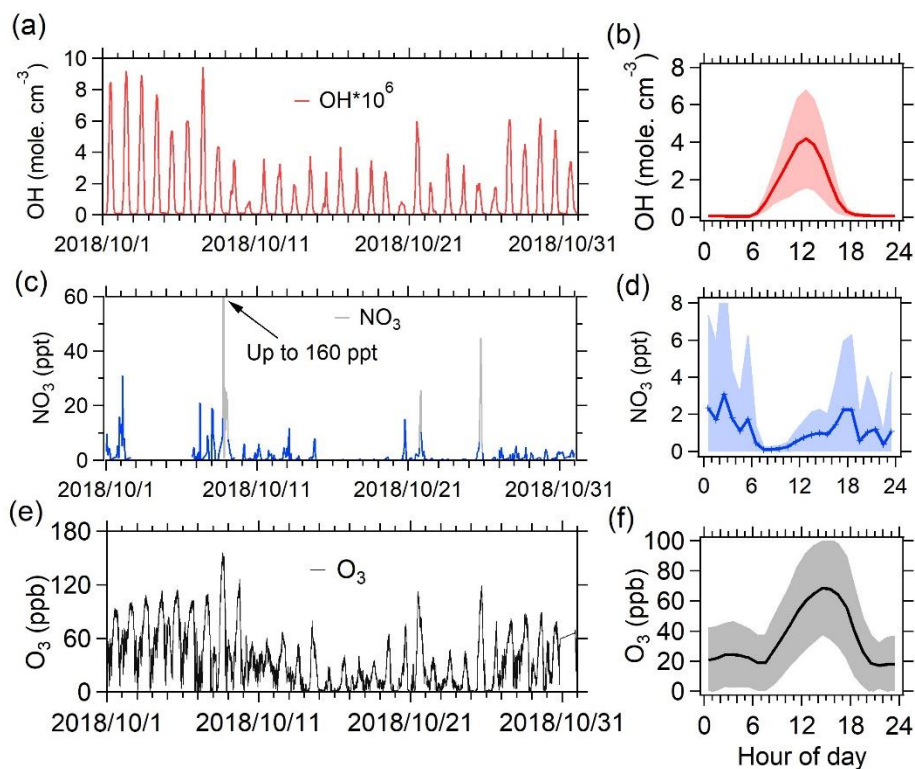 (a)
OH (mole. cm⁻³)
10
8
6
4
2
0
OH*10⁶
2018/10/1 2018/10/11 2018/10/21 2018/10/31
(b)
OH (mole. cm⁻³)
8
6
4
2
0
0 6 12 18 24
(c)
NO₃ (ppt)
60
40
20
0
NO₃
Up to 160 ppt
2018/10/1 2018/10/11 2018/10/21 2018/10/31
(d)
NO₃ (ppt)
8
6
4
2
0
0 6 12 18 24
(e)
O₃ (ppb)
180
120
60
0
O₃
2018/10/1 2018/10/11 2018/10/21 2018/10/31
(f)
O₃ (ppb)
100
80
60
40
20
0
0 6 12 18 24
Hour of day